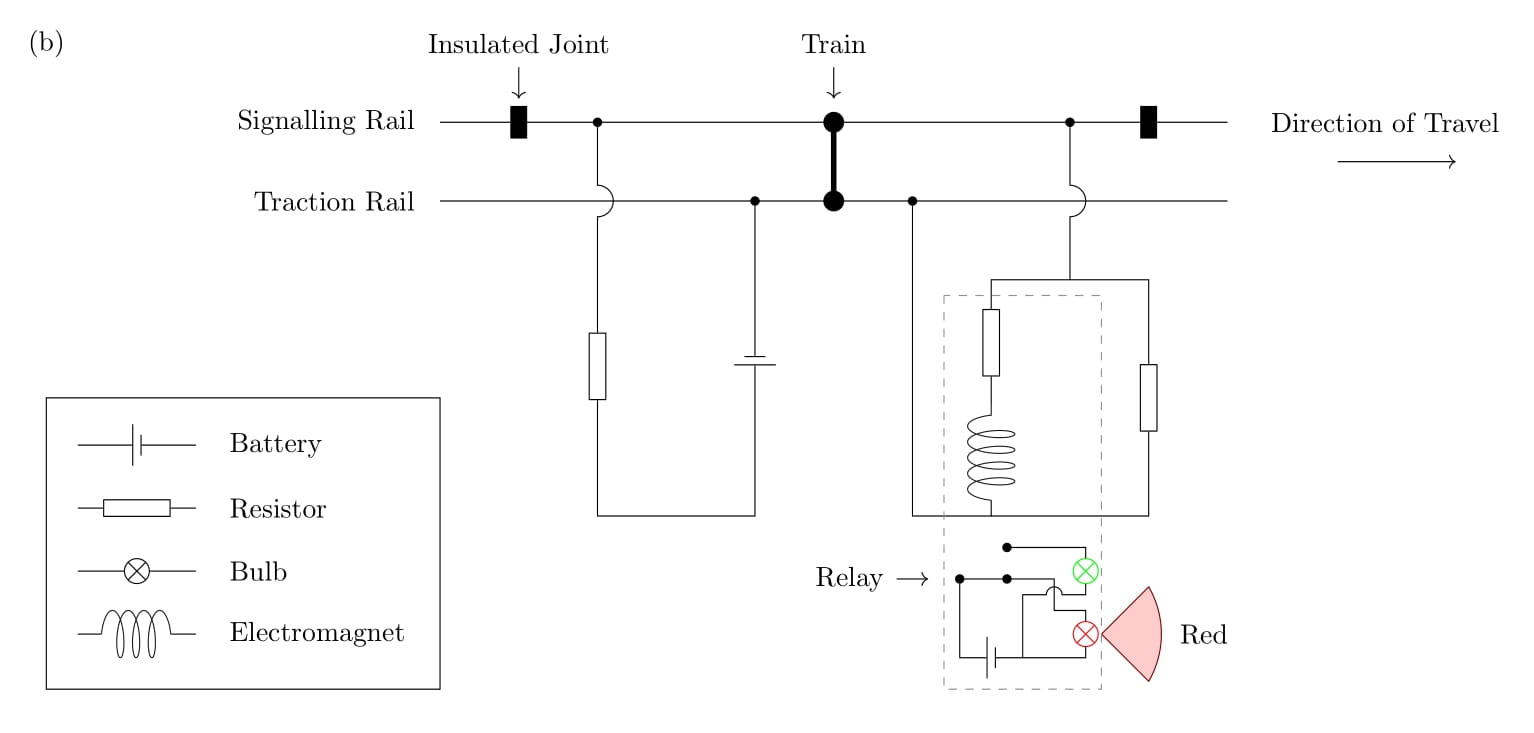 (b)
Insulated Joint
Train
Signalling Rail
Direction of Travel
Traction Rail
Battery
Resistor
Bulb
Electromagnet
Relay
Red